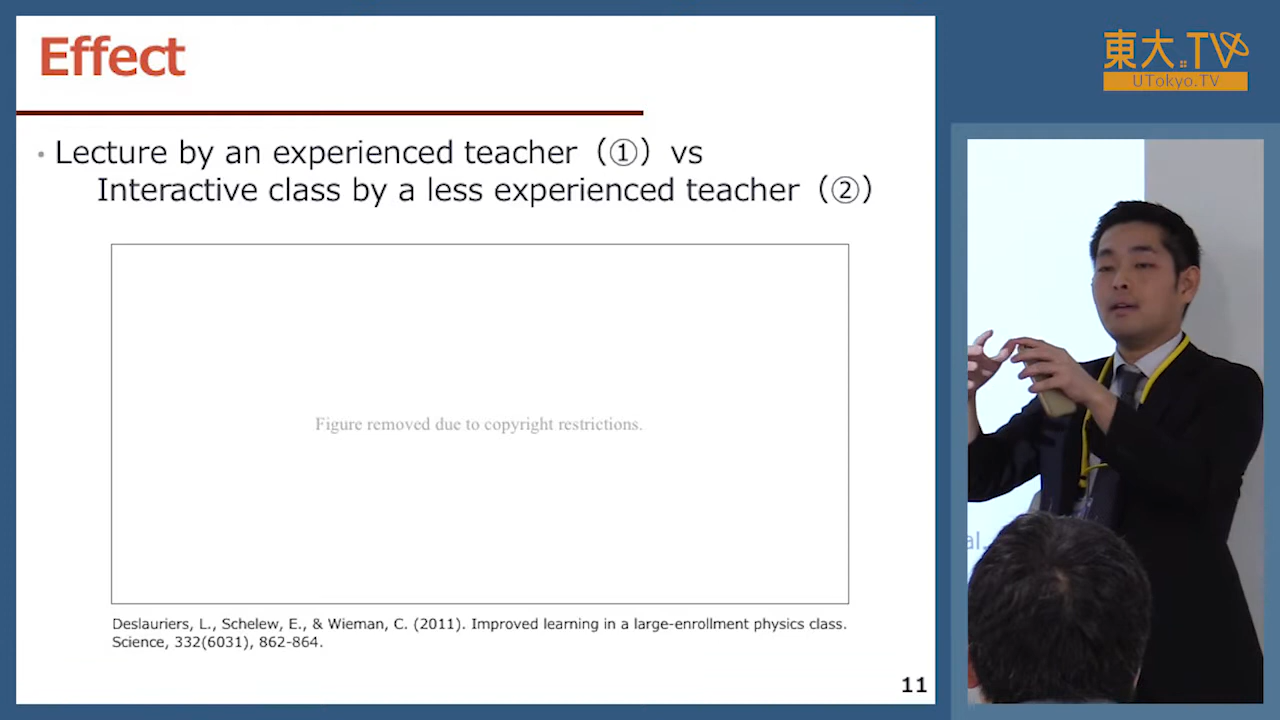 Effect
東大.TV
UTokyo.TV
• Lecture by an experienced teacher（①）vs
Interactive class by a less experienced teacher（②）
Figure removed due to copyright restrictions.
Deslauriers, L., Schelew, E., & Wieman, C. (2011). Improved learning in a large-enrollment physics class.
Science, 332(6031), 862-864.
al.
11